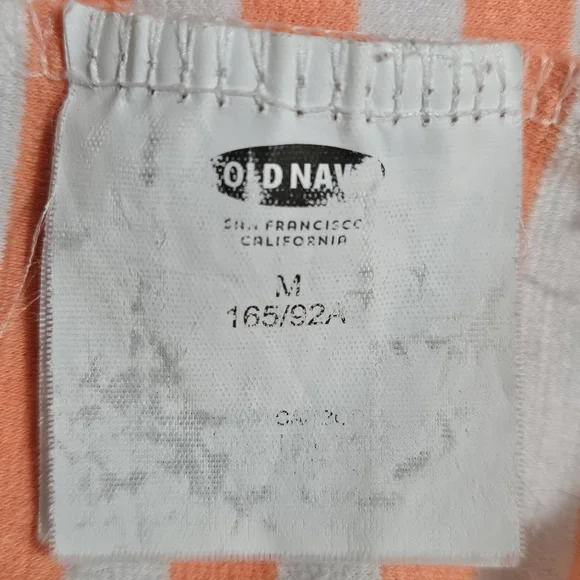 OLD NAVY
SAN FRANCISCO
CALIFORNIA
M
165/92A